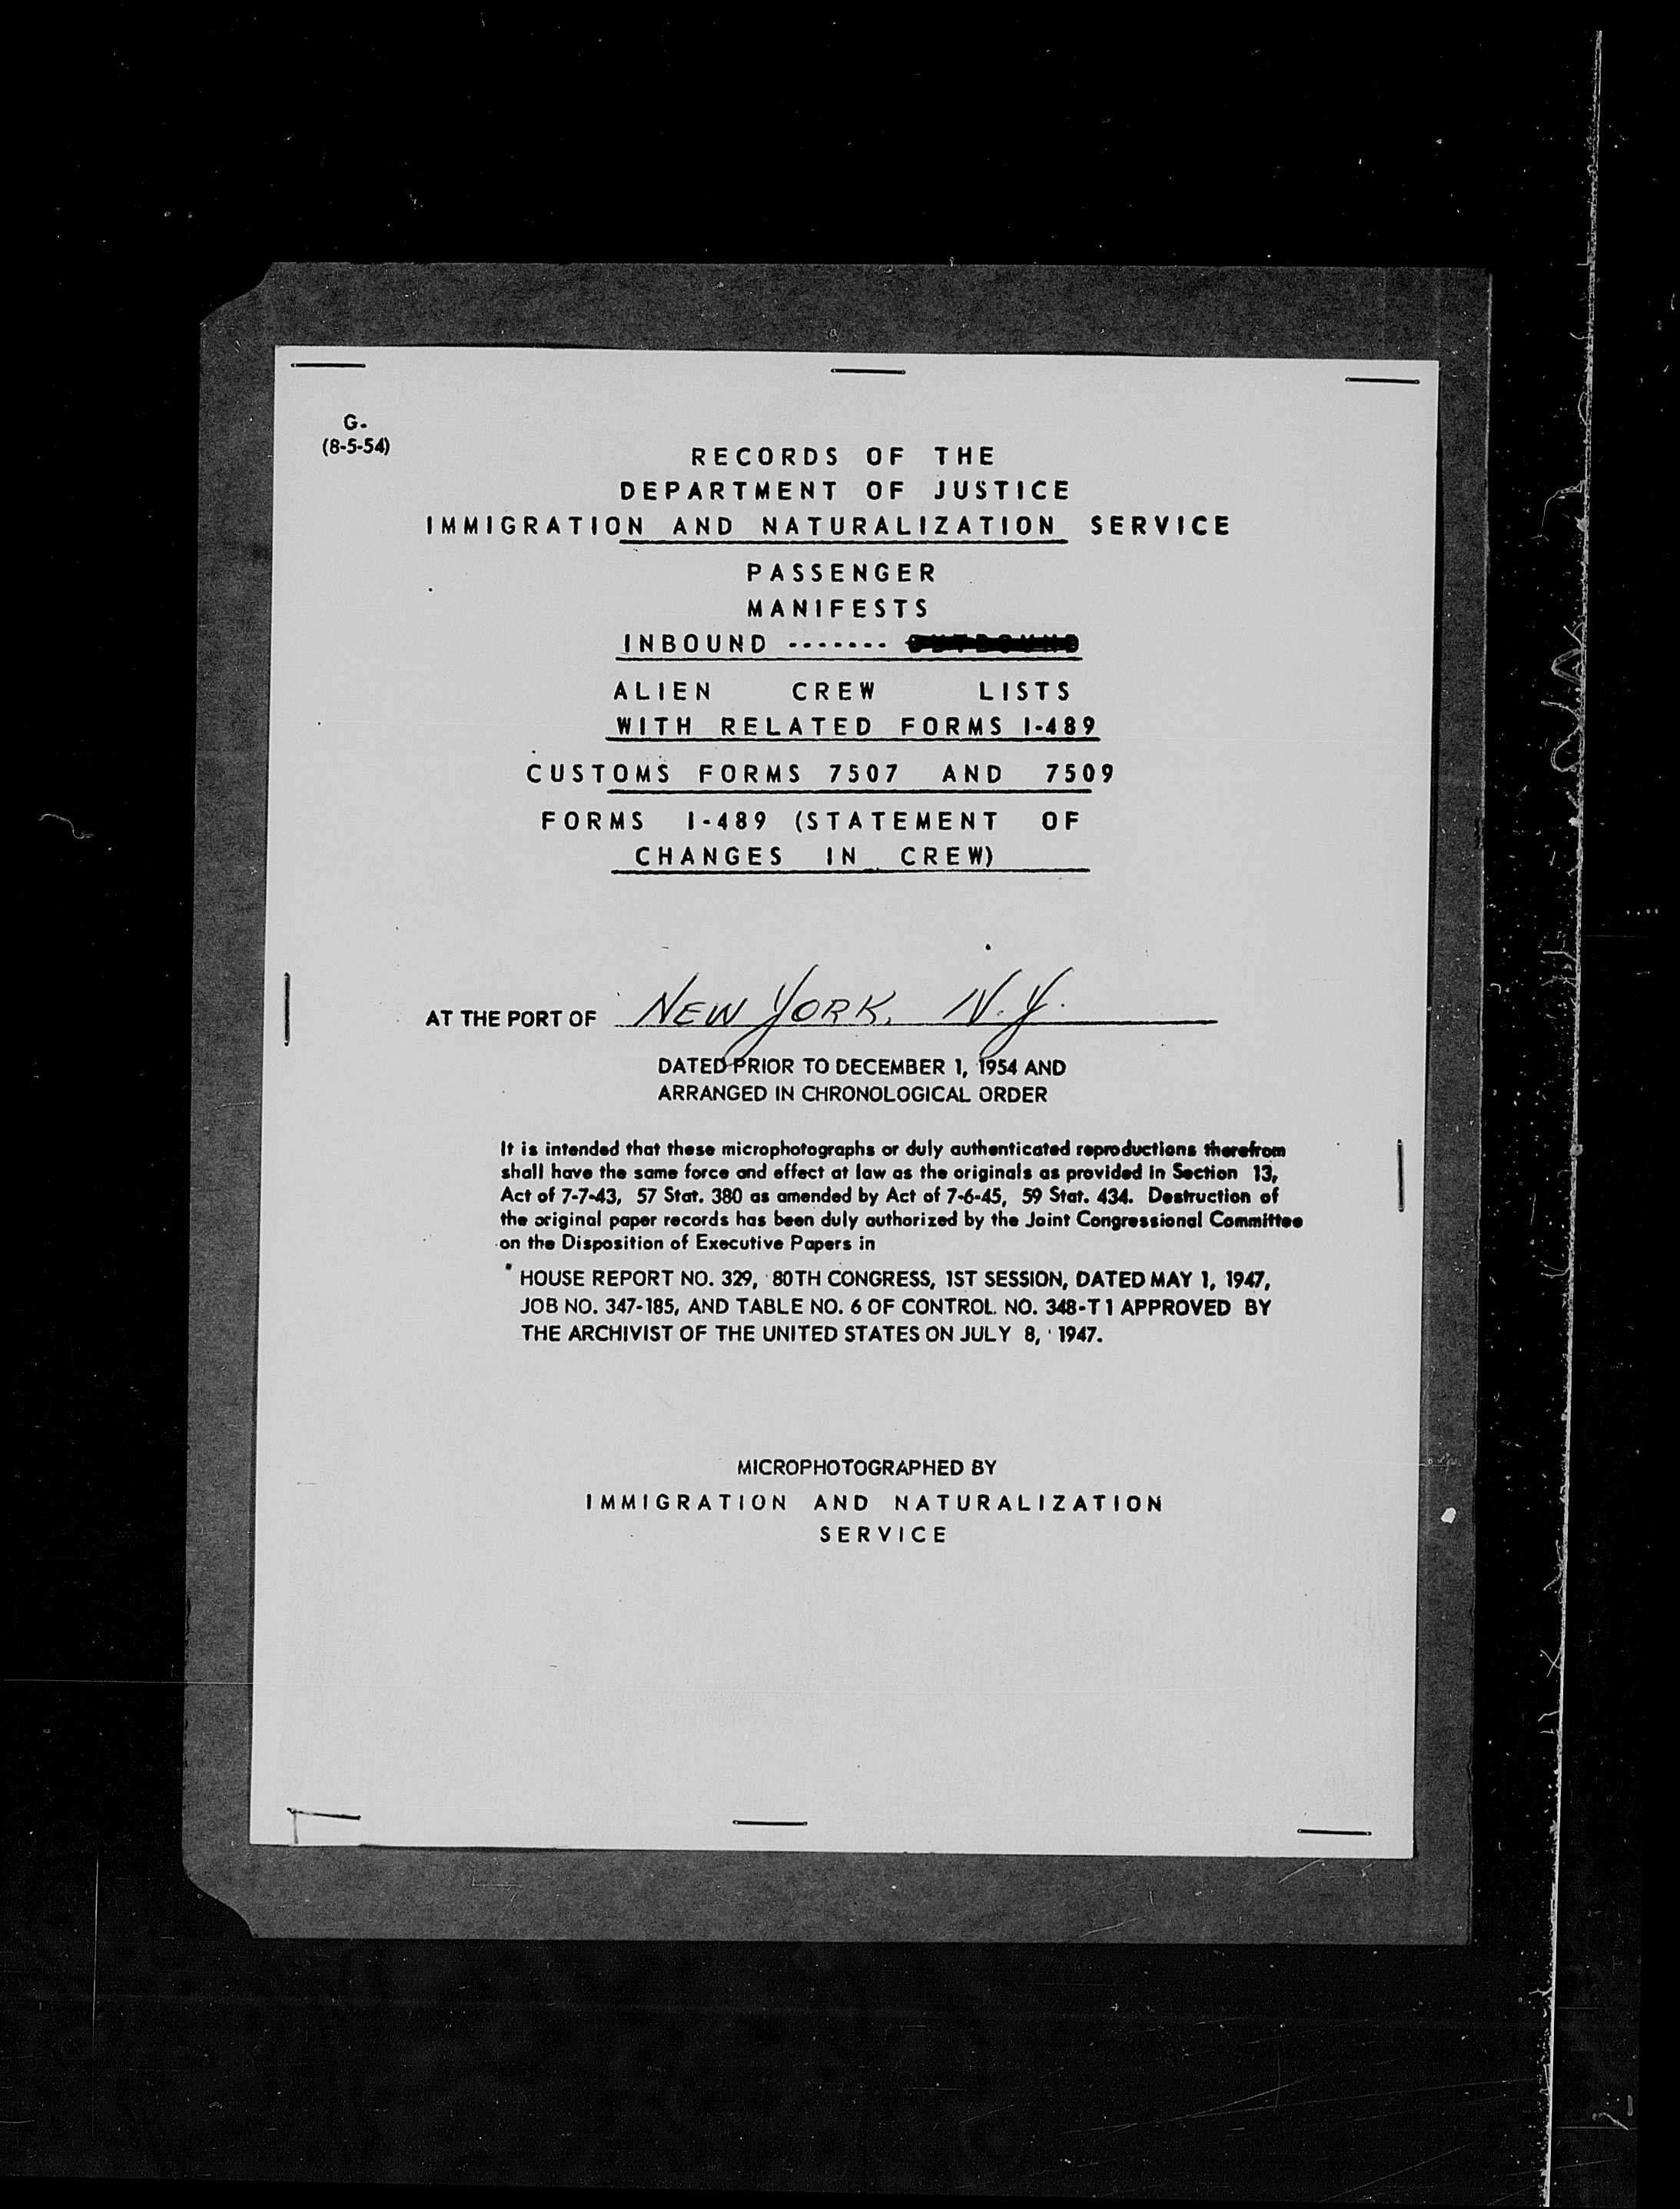 G-
(8-5-54)
RECORDS OF THE
DEPARTMENT OF JUSTICE
IMMIGRATION AND NATURALIZATION SERVICE
PASSENGER
MANIFESTS
INBOUND -------
ALIEN CREW LISTS
WITH RELATED FORMS I-489
CUSTOMS FORMS 7507 AND 7509
FORMS I-489 (STATEMENT OF
CHANGES IN CREW)
AT THE PORT OF NEW YORK, N.Y.
DATED PRIOR TO DECEMBER 1, 1954 AND
ARRANGED IN CHRONOLOGICAL ORDER
It is intended that these microphotographs or duly authenticated reproductions therefrom
shall have the same force and effect at law as the originals as provided in Section 13,
Act of 7-7-43, 57 Stat. 380 as amended by Act of 7-6-45, 59 Stat. 434. Destruction of
the original paper records has been duly authorized by the Joint Congressional Committee
on the Disposition of Executive Papers in
HOUSE REPORT NO. 329, 80TH CONGRESS, 1ST SESSION, DATED MAY 1, 1947,
JOB NO. 347-185, AND TABLE NO. 6 OF CONTROL NO. 348-T1 APPROVED BY
THE ARCHIVIST OF THE UNITED STATES ON JULY 8, 1947.
MICROPHOTOGRAPHED BY
IMMIGRATION AND NATURALIZATION
SERVICE